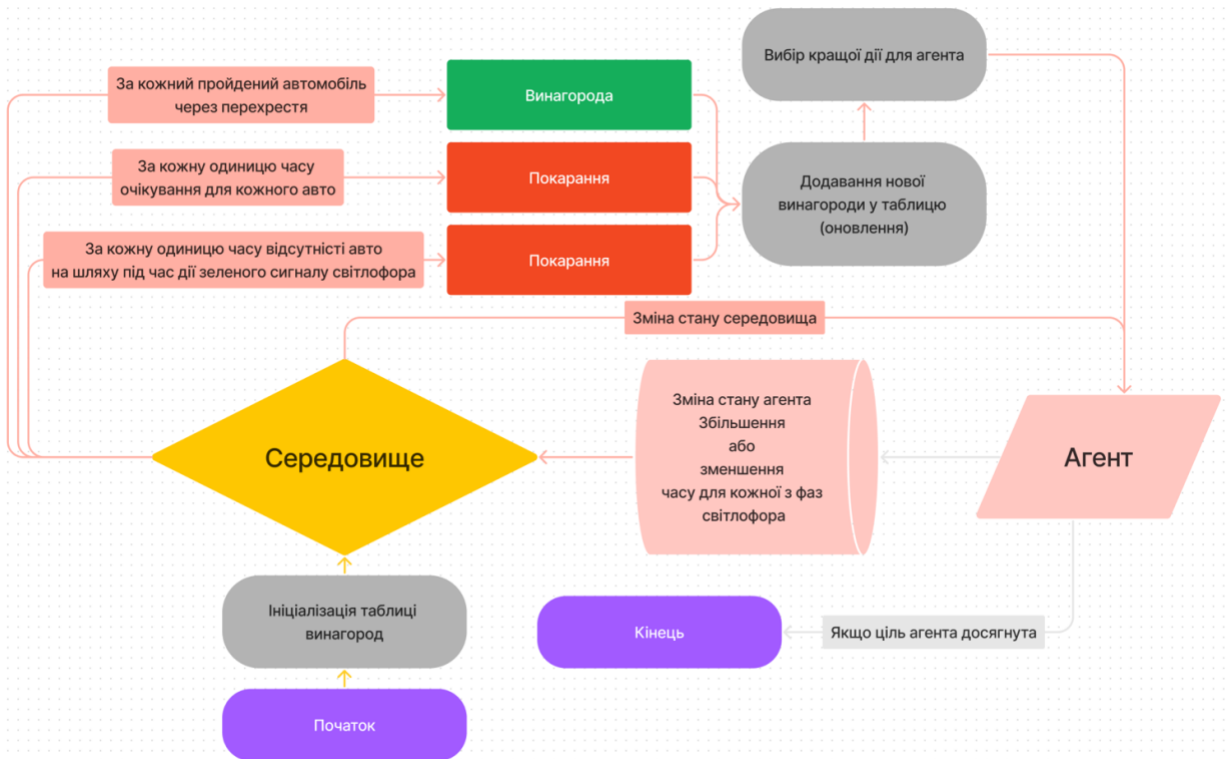 Вибір кращої дії для агента
За кожний пройдений автомобіль
через перехрестя
Винагорода
За кожну одиницю часу
очікування для кожного авто
Покарання
Додавання нової
винагороди у таблицю
(оновлення)
За кожну одиницю часу відсутністі авто
на шляху під час дії зеленого сигналу світлофора
Покарання
Зміна стану середовища
Середовище
Зміна стану агента
Збільшення
або
зменшення
часу для кожної з фаз
світлофора
Агент
Ініціалізація таблиці
винагород
Кінець
Якщо ціль агента досягнута
Початок